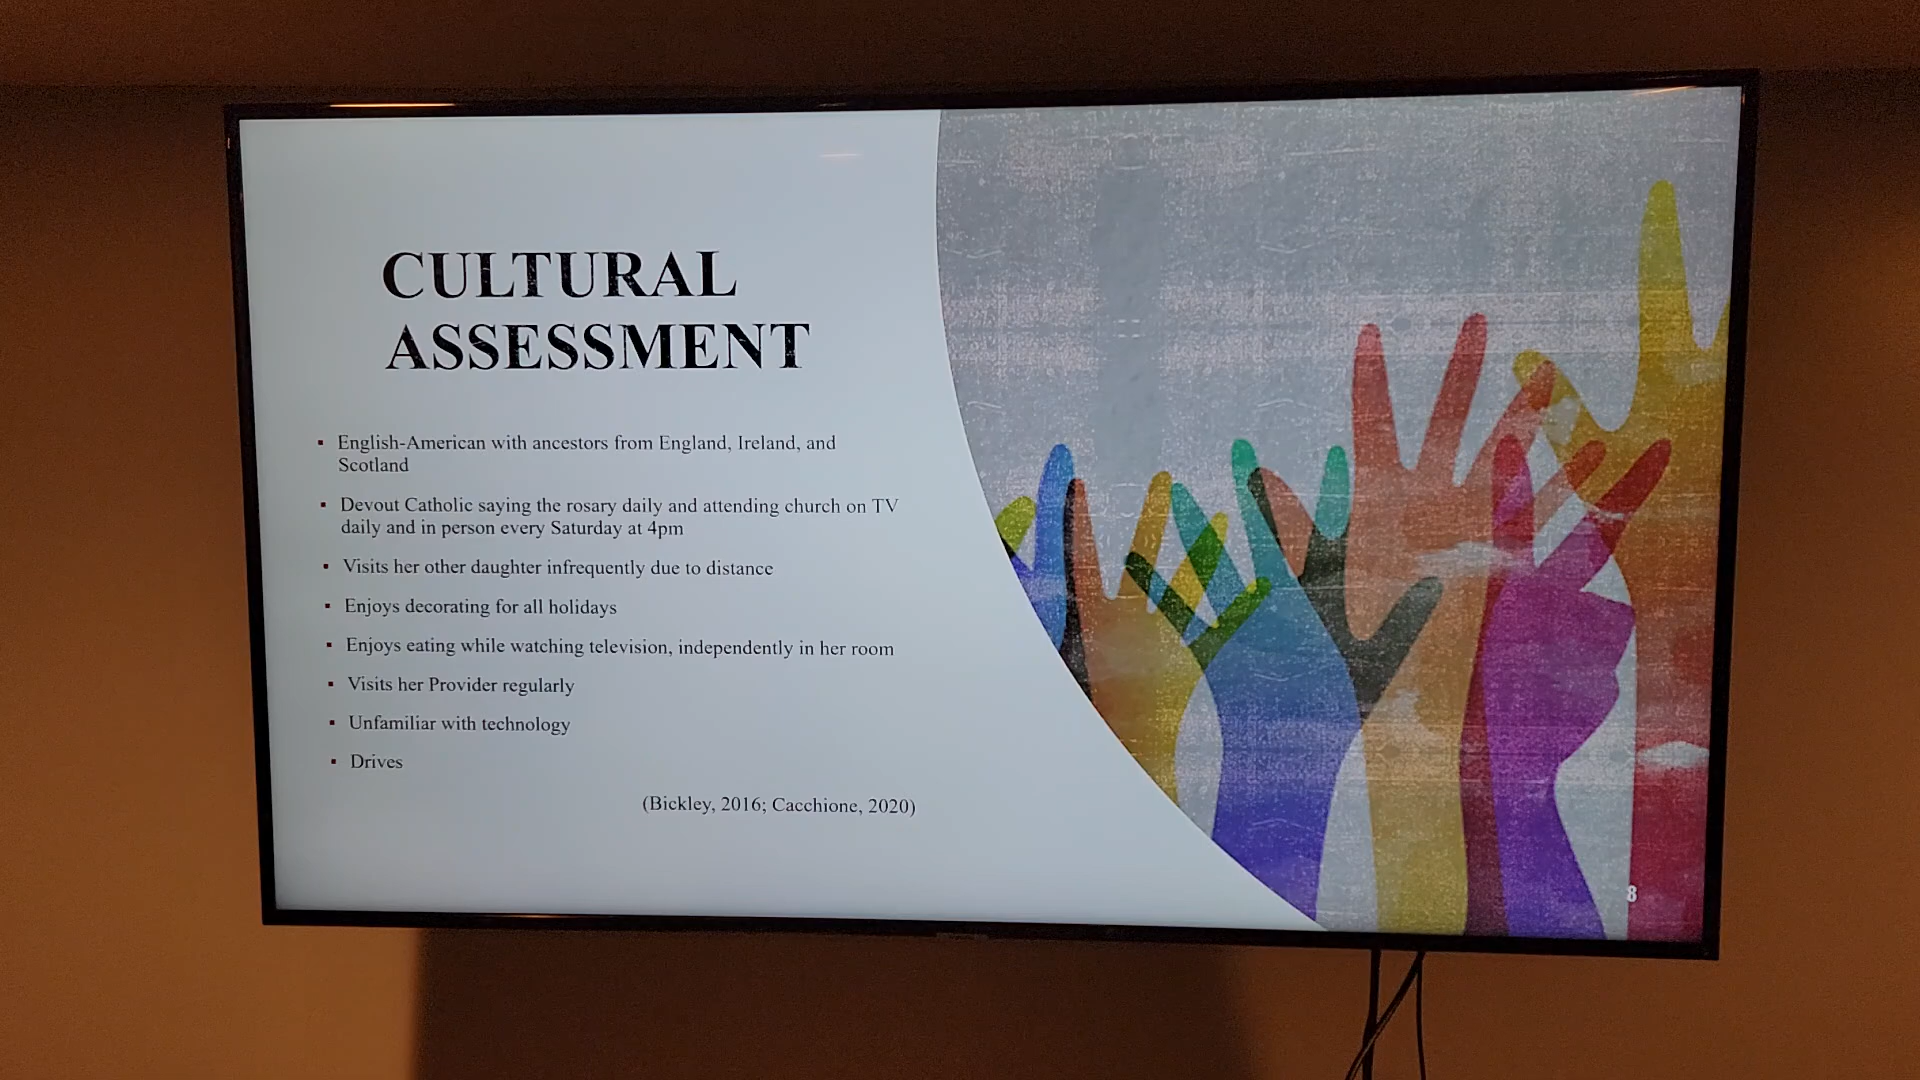 CULTURAL
ASSESSMENT
▪ English-American with ancestors from England, Ireland, and
Scotland
▪ Devout Catholic saying the rosary daily and attending church on TV
daily and in person every Saturday at 4pm
▪ Visits her other daughter infrequently due to distance
▪ Enjoys decorating for all holidays
▪ Enjoys eating while watching television, independently in her room
▪ Visits her Provider regularly
▪ Unfamiliar with technology
▪ Drives
(Bickley, 2016; Cacchione, 2020)
8